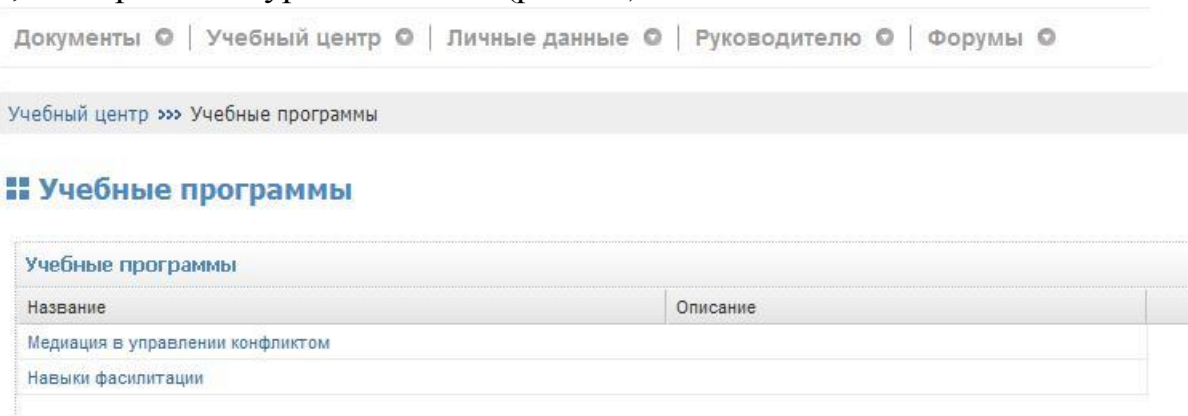 Документы | Учебный центр | Личные данные | Руководителю | Форумы
Учебный центр >>> Учебные программы
Учебные программы
Учебные программы
Название Описание
Медиация в управлении конфликтом
Навыки фасилитации